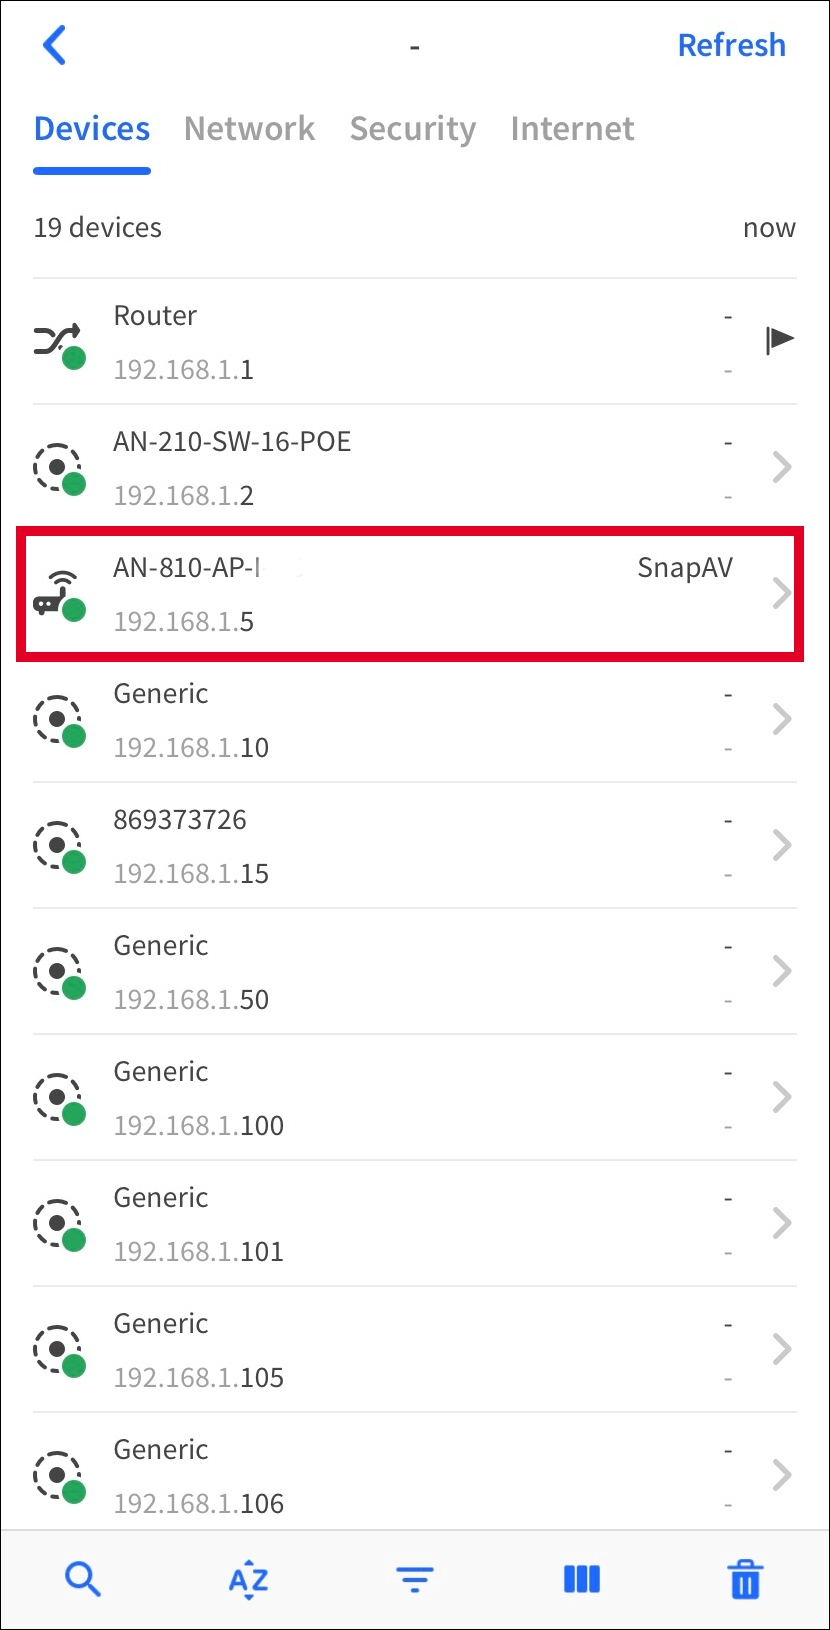 -
Refresh
Devices Network Security Internet
19 devices now
Router -
192.168.1.1 -
AN-210-SW-16-POE -
192.168.1.2 -
AN-810-AP- SnapAV
192.168.1.5
Generic -
192.168.1.10 -
869373726 -
192.168.1.15 -
Generic -
192.168.1.50 -
Generic -
192.168.1.100 -
Generic -
192.168.1.101 -
Generic -
192.168.1.105 -
Generic -
192.168.1.106 -
AZ